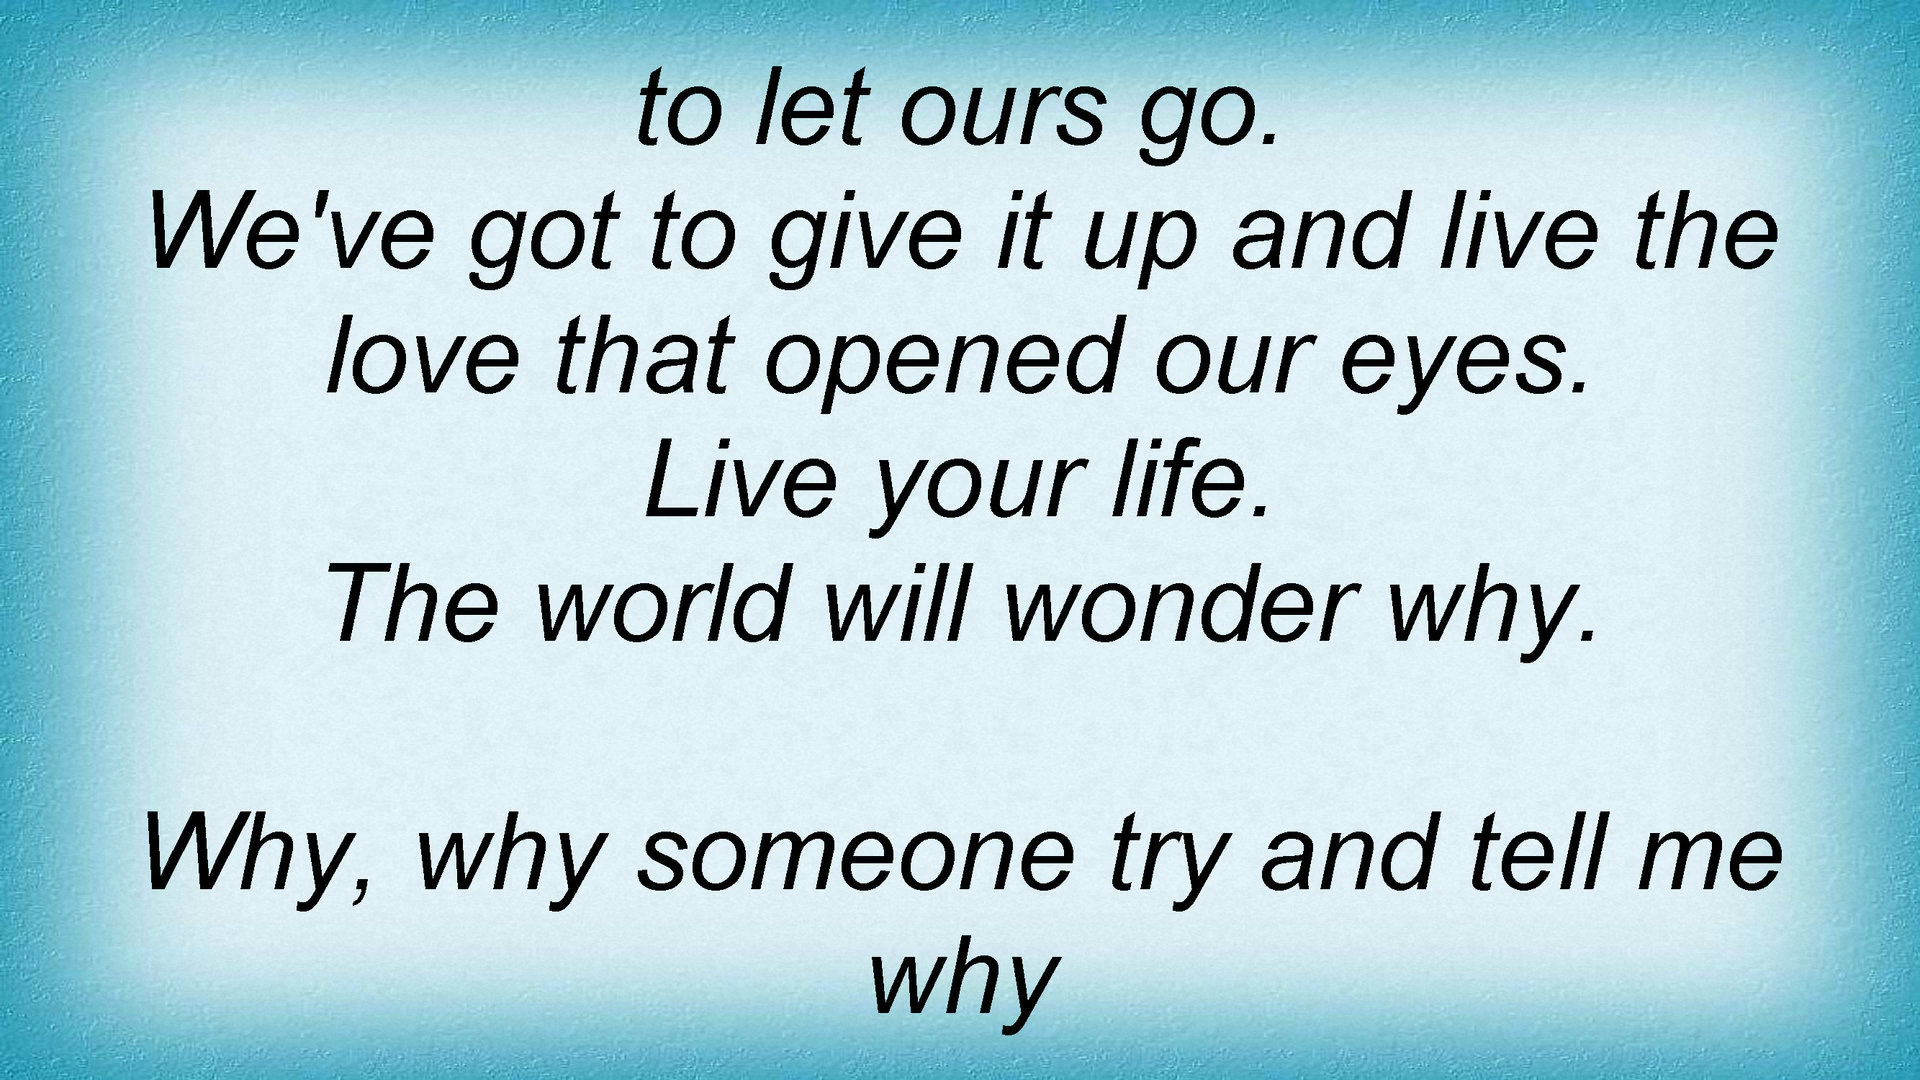 to let ours go.
We've got to give it up and live the
love that opened our eyes.
Live your life.
The world will wonder why.
Why, why someone try and tell me
why